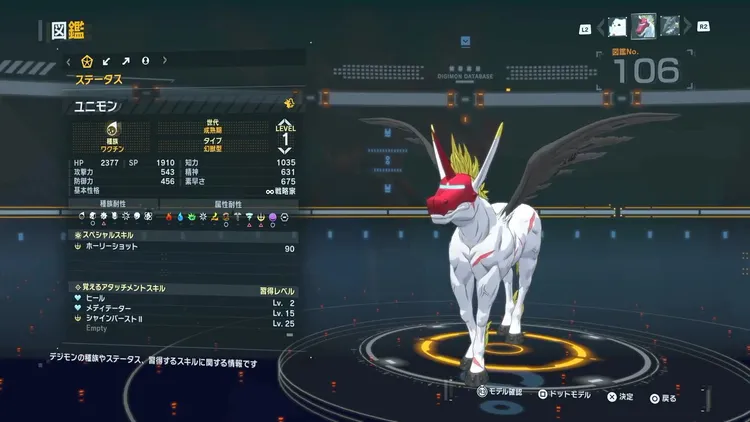 図鑑
L2
R2
図鑑No.
106
DIGIMON DATABASE
ステータス
ユニモン
種族
ワクチン
世代
成熟期
タイプ
幻獣型
LEVEL
1
HP 2377 SP 1910 知力 1035
攻撃力 543 精神 631
防御力 456 素早さ 675
基本性格 戦略家
種族耐性 属性耐性
スペシャルスキル
ホーリーショット 90
覚えるアタッチメントスキル 習得レベル
ヒール Lv. 2
メディテーター Lv. 15
シャインバーストⅡ Lv. 25
Empty
デジモンの種族やステータス、習得するスキルに関する情報です
R3 モデル確認 ドットモデル 決定 戻る